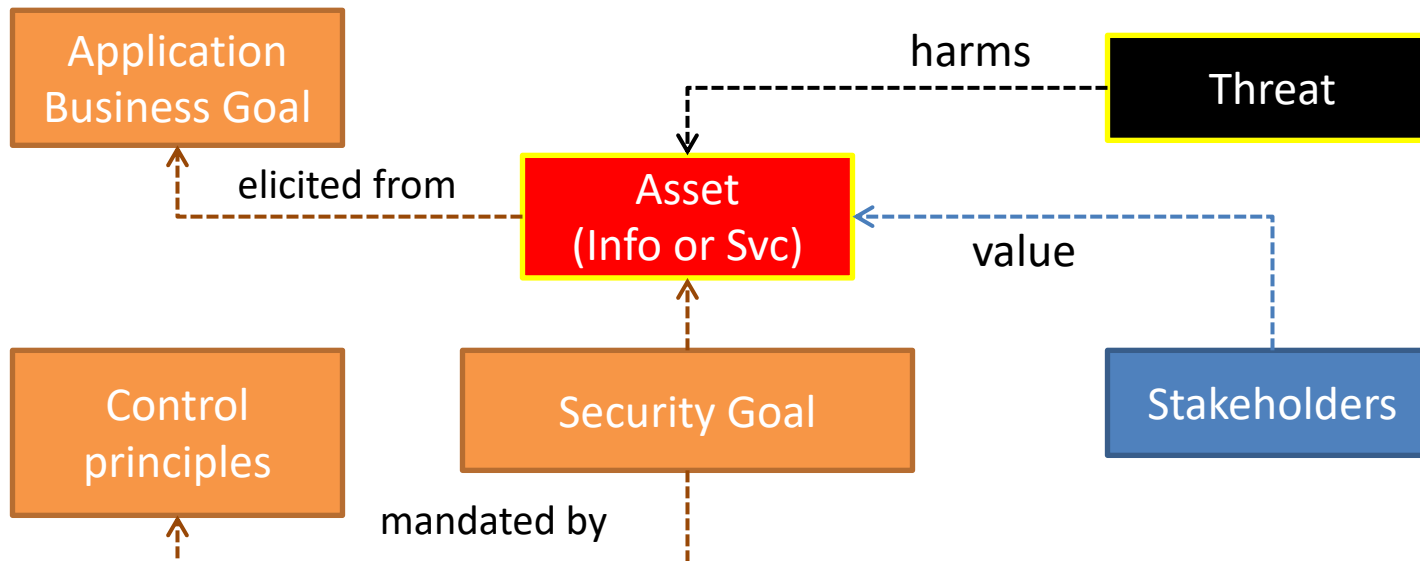 Application
Business Goal
harms
Threat
elicited from
Asset
(Info or Svc)
value
Control
principles
Security Goal
Stakeholders
mandated by